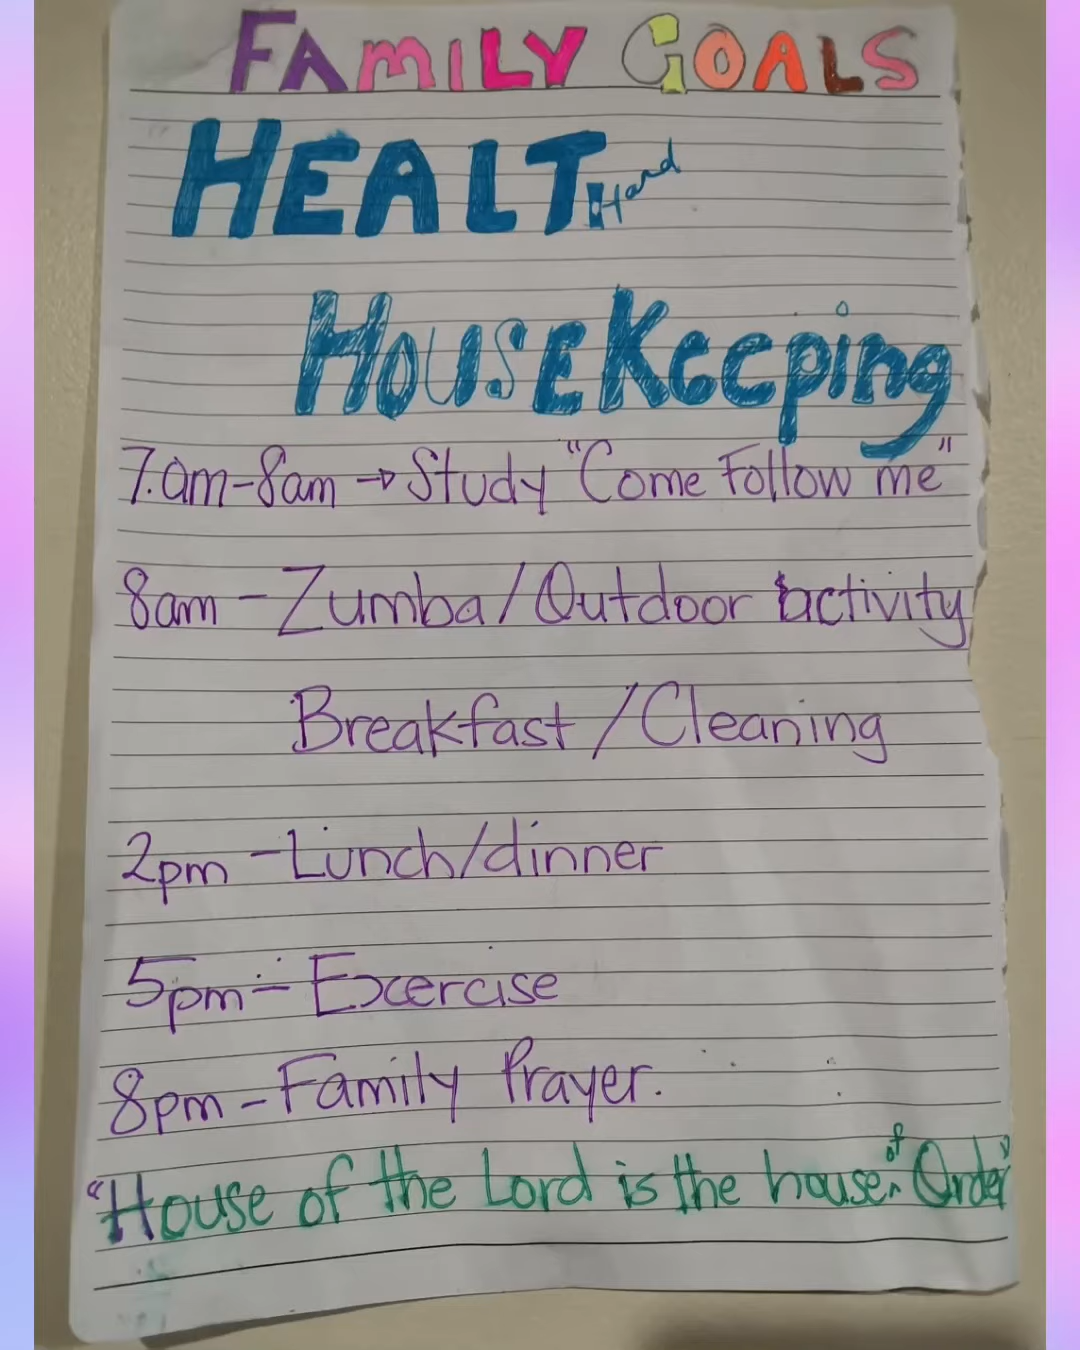 FAMILY GOALS
HEALTH and
HouseKeeping
7.am-8am → Study "Come Follow me"
8am - Zumba/Outdoor activity
Breakfast/Cleaning
2pm - Lunch/dinner
5pm - Excercise
8pm - Family Prayer.
"House of the Lord is the house of Order"